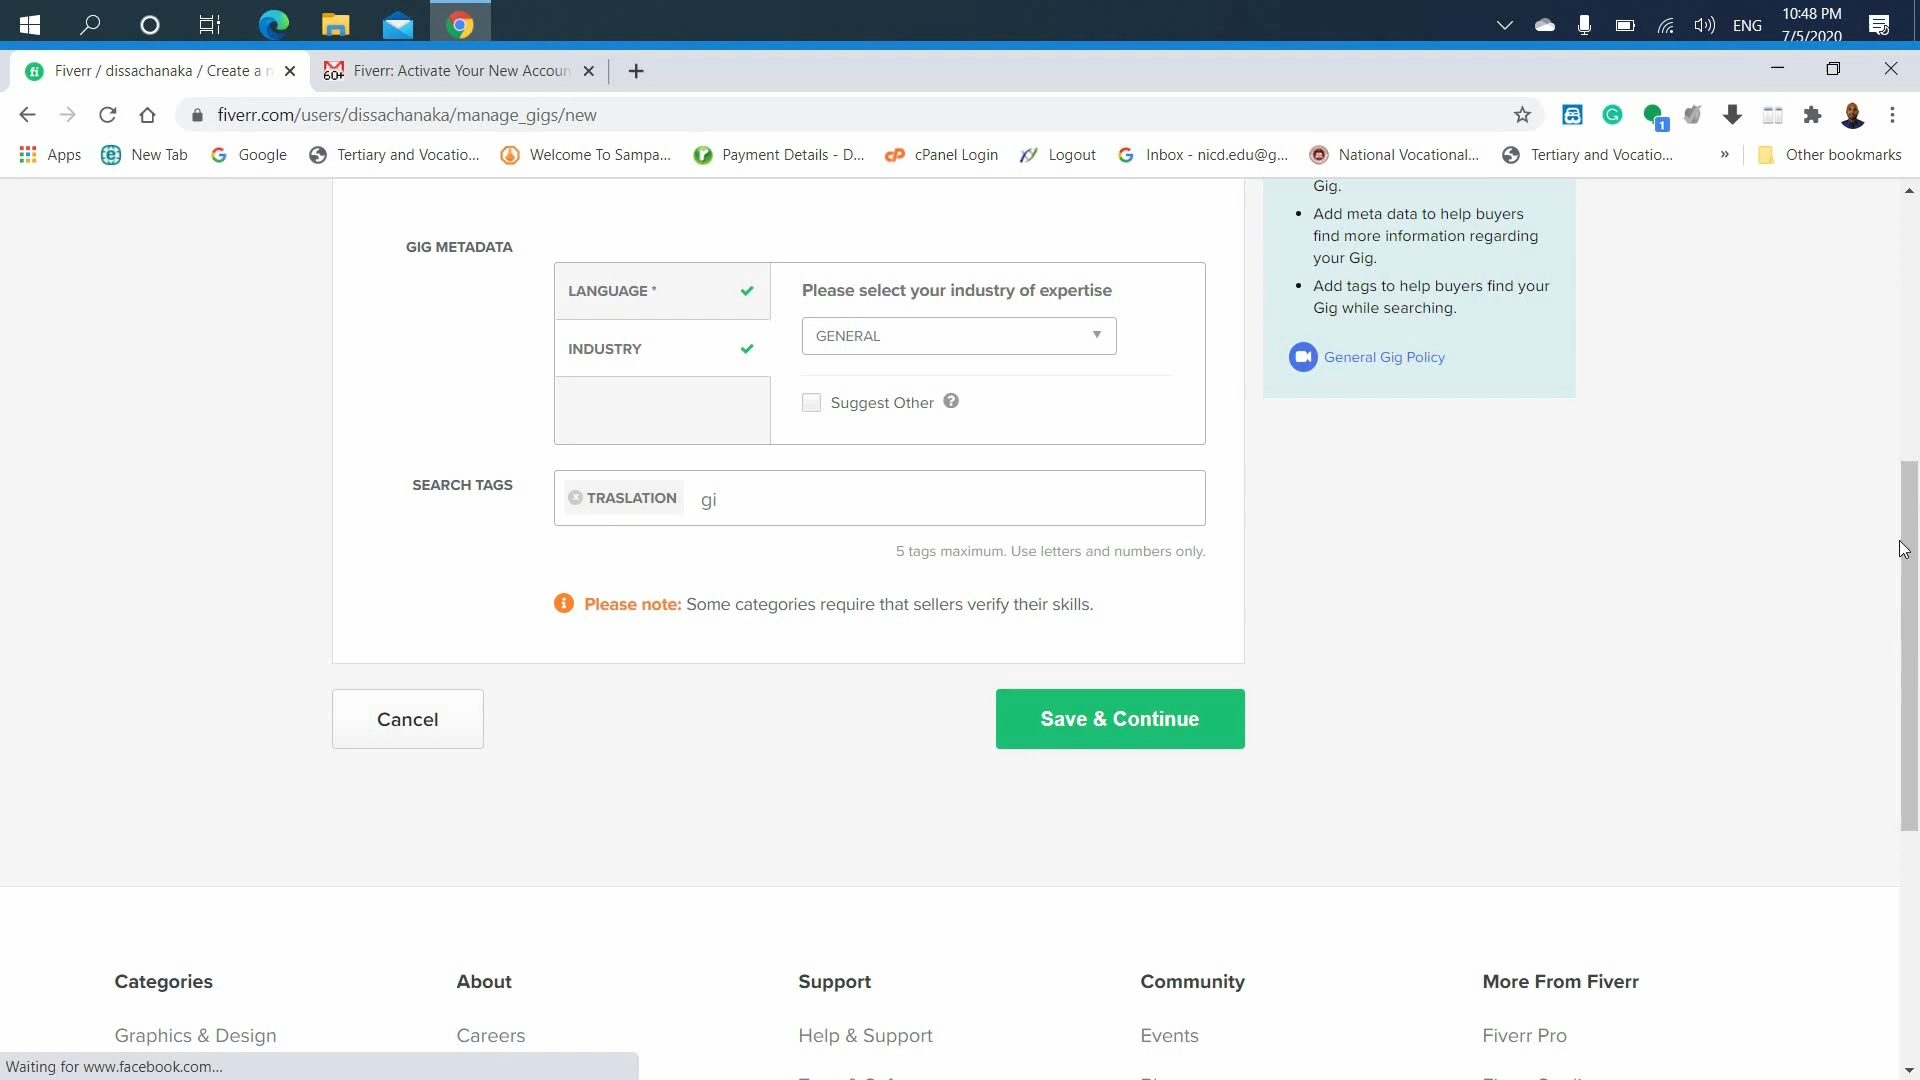 ENG
10:48 PM
7/5/2020
Fiverr / dissachanaka / Create a n
60+
Fiverr: Activate Your New Accoun
fiverr.com/users/dissachanaka/manage_gigs/new
1
Apps
New Tab
Google
Tertiary and Vocatio...
Welcome To Sampa...
Payment Details - D...
cPanel Login
Logout
Inbox - nicd.edu@g...
National Vocational...
Tertiary and Vocatio...
»
Other bookmarks
Gig.
• Add meta data to help buyers
find more information regarding
your Gig.
• Add tags to help buyers find your
Gig while searching.
General Gig Policy
GIG METADATA
LANGUAGE *
INDUSTRY
Please select your industry of expertise
GENERAL
Suggest Other
SEARCH TAGS
TRASLATION
gi
5 tags maximum. Use letters and numbers only.
Please note: Some categories require that sellers verify their skills.
Cancel
Save & Continue
Categories
About
Support
Community
More From Fiverr
Graphics & Design
Careers
Help & Support
Events
Fiverr Pro
Waiting for www.facebook.com...